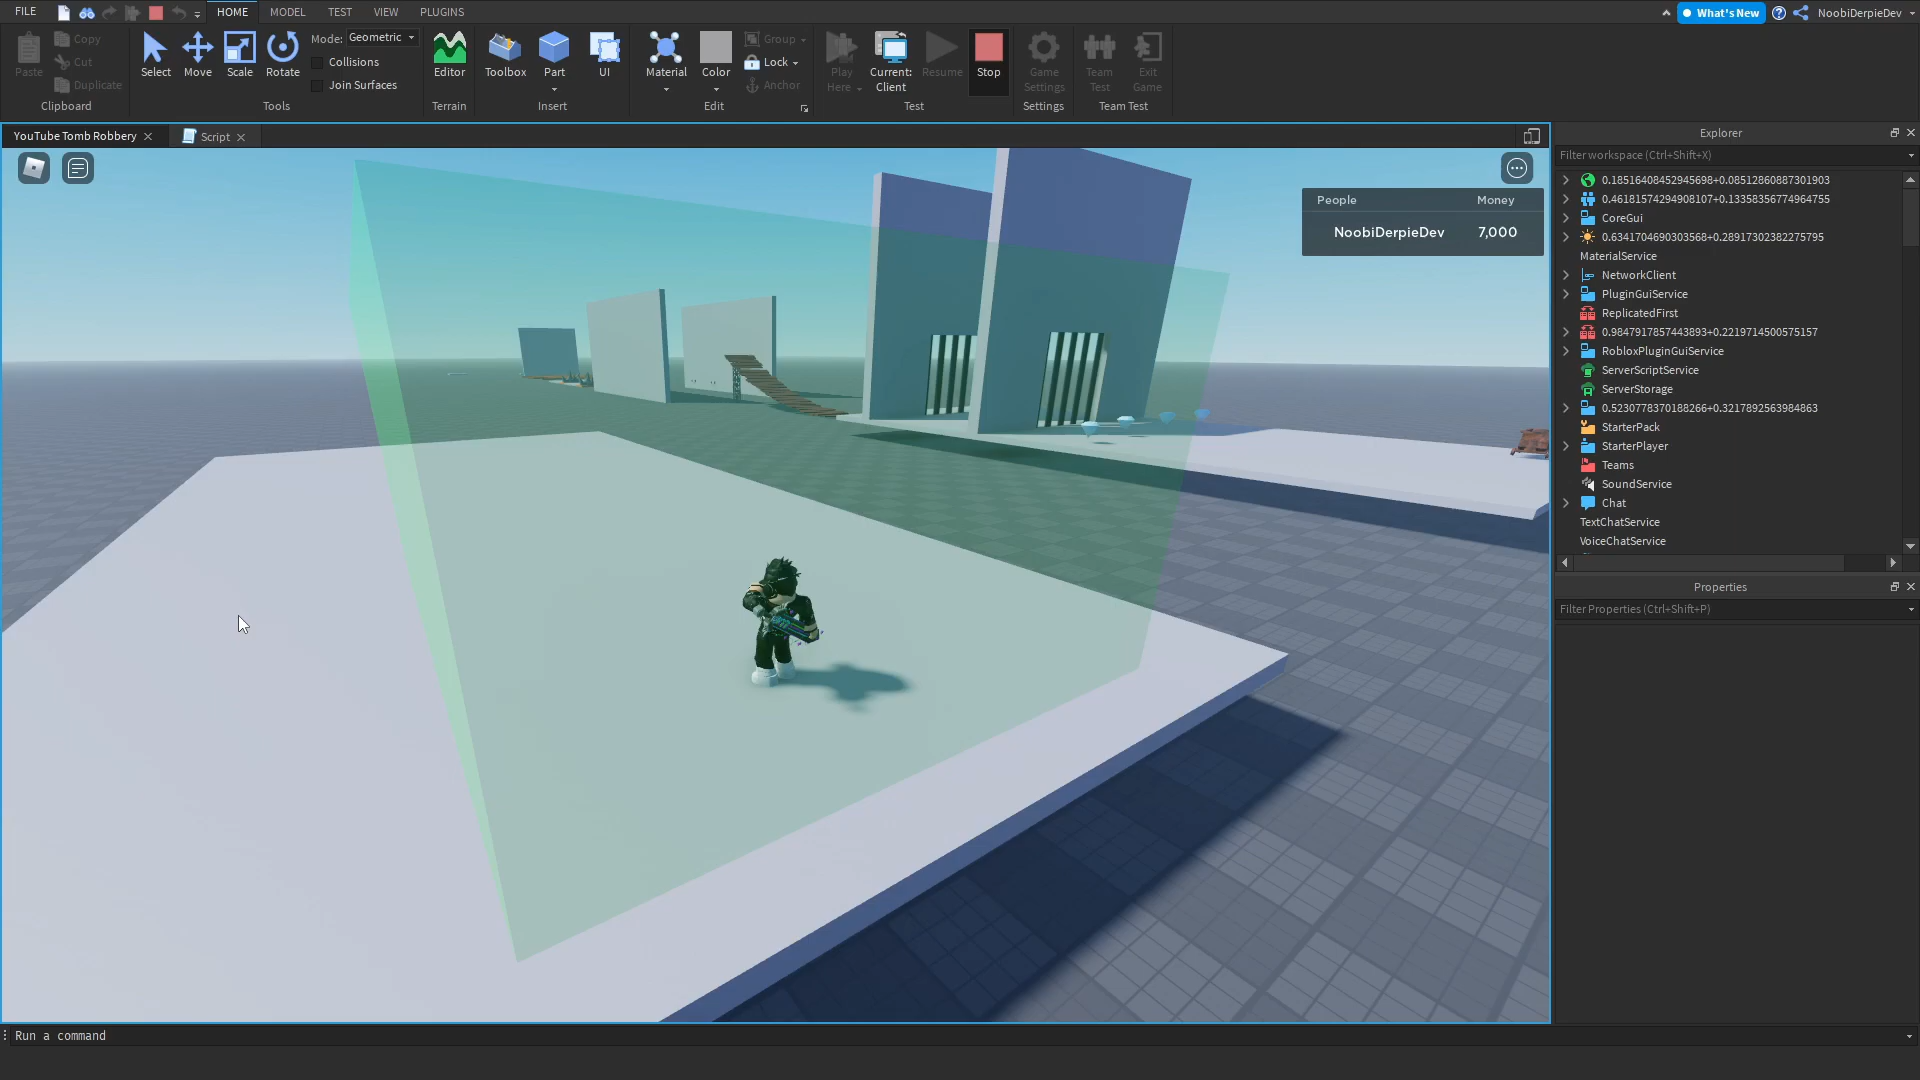 FILE HOME MODEL TEST VIEW PLUGINS What's New NoobiDerpieDev
Paste
Copy
Cut
Duplicate
Clipboard
Select Move Scale Rotate
Mode: Geometric
Collisions
Join Surfaces
Tools
Editor
Terrain
Toolbox Part UI
Insert
Material Color
Group
Lock
Anchor
Edit
Play Here
Current: Client
Resume
Stop
Test
Game Settings
Settings
Team Test
Exit Game
Team Test
YouTube Tomb Robbery Script
People Money
NoobiDerpieDev 7,000
Explorer
Filter workspace (Ctrl+Shift+X)
0.18516408452945698+0.08512860887301903
0.46181574294908107+0.13358356774964755
CoreGui
0.6341704690303568+0.28917302382275795
MaterialService
NetworkClient
PluginGuiService
ReplicatedFirst
0.9847917857443893+0.2219714500575157
RobloxPluginGuiService
ServerScriptService
ServerStorage
0.5230778370188266+0.3217892563984863
StarterPack
StarterPlayer
Teams
SoundService
Chat
TextChatService
VoiceChatService
Properties
Filter Properties (Ctrl+Shift+P)
Run a command